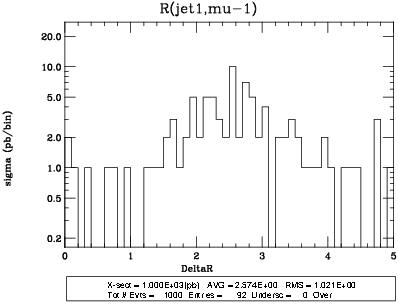 R(jet1,mu-1)
sigma (pb/bin)
20.0
10.0
5.0
2.0
1.0
0.5
0.2
0 1 2 3 4 5
DeltaR
X-sect = 1.000E+03(pb) AVG = 2.574E+00 RMS = 1.021E+00
Tot # Evts = 1000 Entries = 92 Undersc = 0 Over